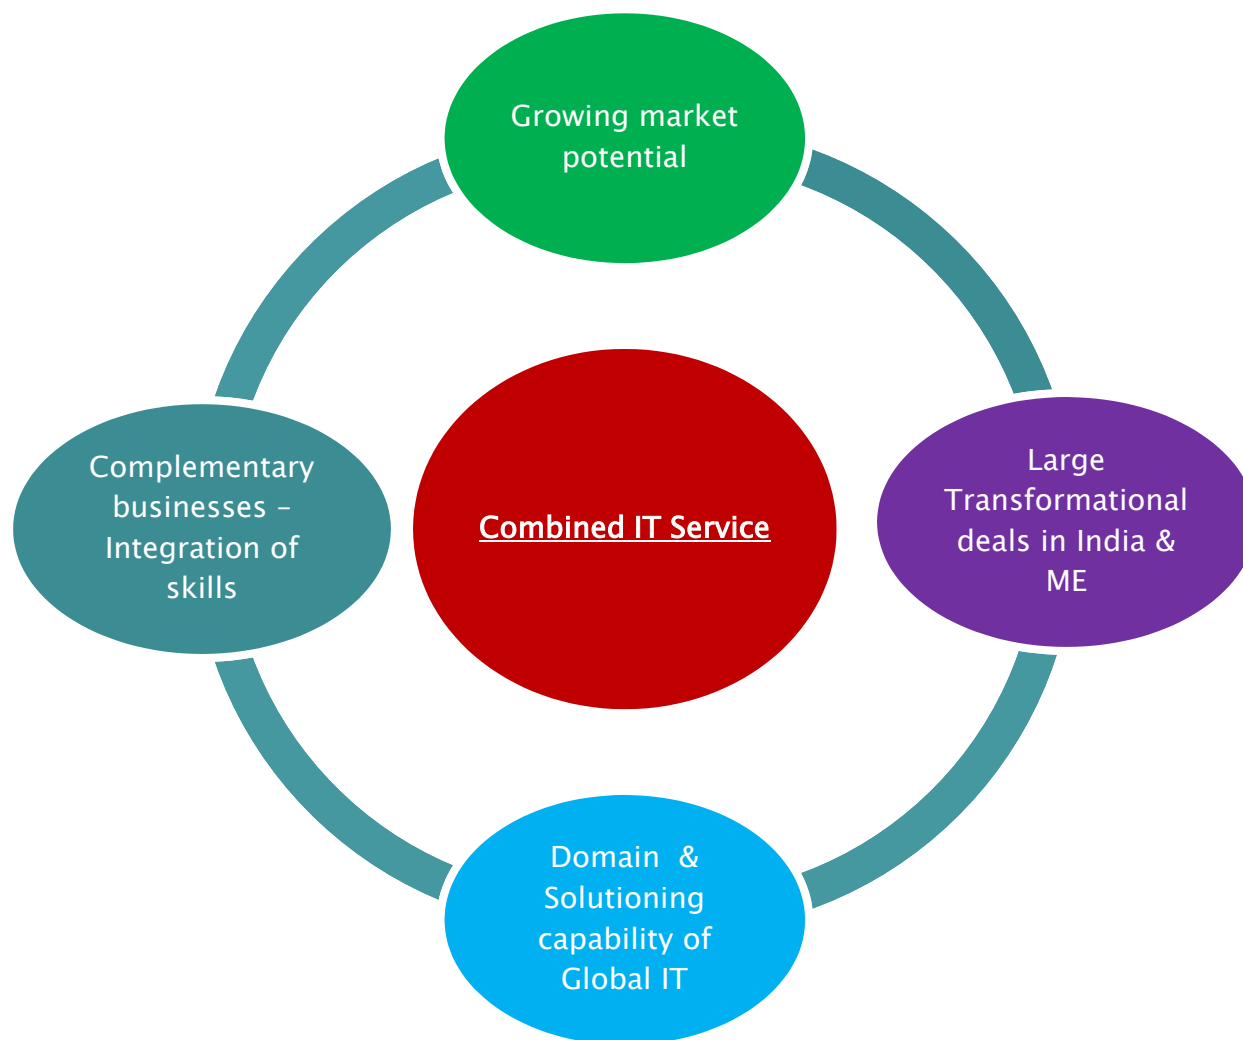 Growing market
potential
Complementary
businesses –
Integration of
skills
Combined IT Service
Large
Transformational
deals in India &
ME
Domain & 
Solutioning
capability of
Global IT